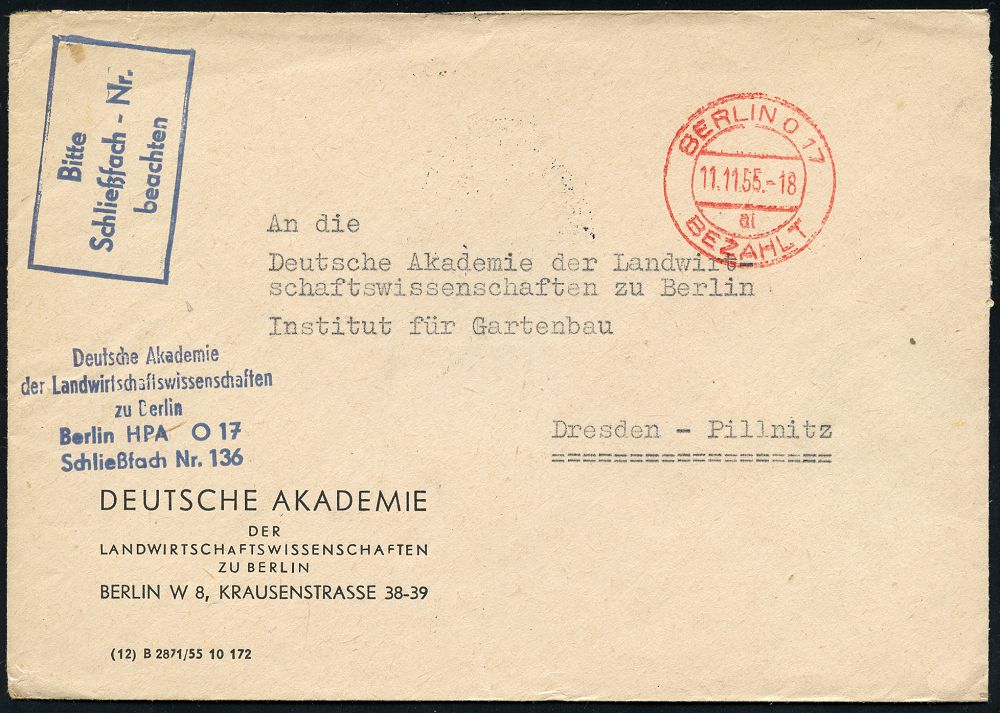 Bitte
Schließfach - Nr.
beachten
BERLIN O 17
11.11.55.-18
al
BEZAHLT
An die
Deutsche Akademie der Landwirt-
schaftswissenschaften zu Berlin
Institut für Gartenbau
Dresden - Pillnitz
Deutsche Akademie
der Landwirtschaftswissenschaften
zu Berlin
Berlin HPA O 17
Schließfach Nr. 136
DEUTSCHE AKADEMIE
DER
LANDWIRTSCHAFTSWISSENSCHAFTEN
ZU BERLIN
BERLIN W 8, KRAUSENSTRASSE 38-39
(12) B 2871/55 10 172